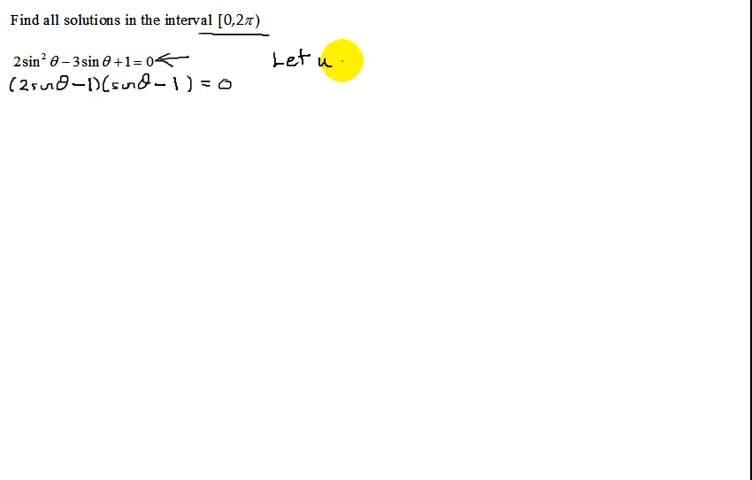 Find all solutions in the interval [0,2π)
2sin² θ − 3sin θ + 1 = 0
Let u
(2sinθ − 1)(sinθ − 1) = 0